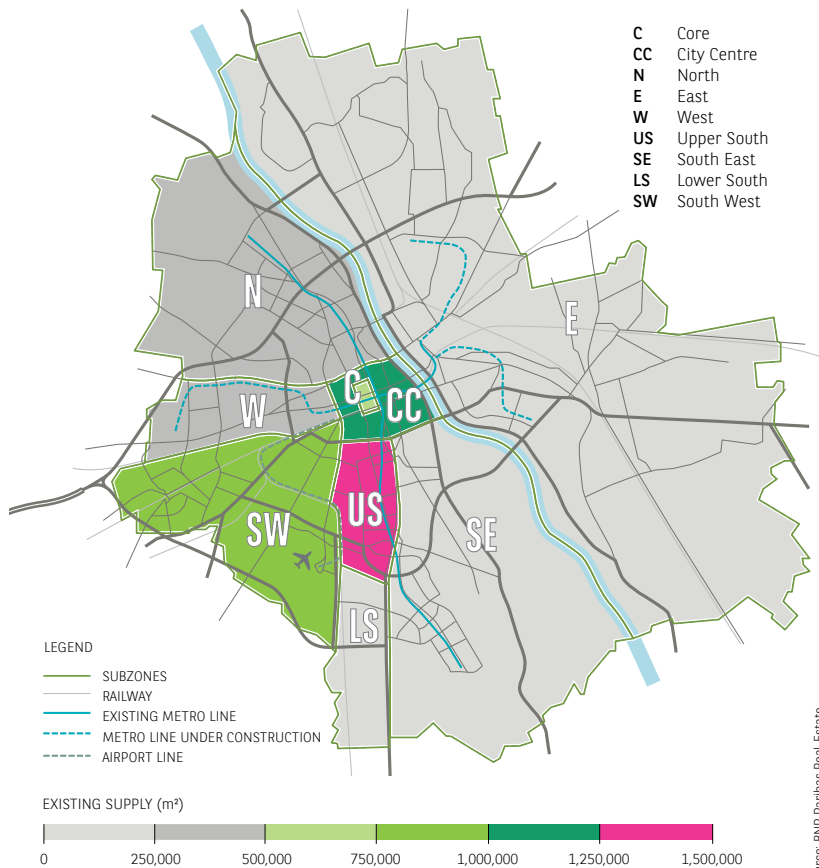 C Core
CC City Centre
N North
E East
W West
US Upper South
SE South East
LS Lower South
SW South West
N
E
C
CC
W
US
SW
SE
LS
LEGEND
SUBZONES
RAILWAY
EXISTING METRO LINE
METRO LINE UNDER CONSTRUCTION
AIRPORT LINE
EXISTING SUPPLY (m²)
0 250,000 500,000 750,000 1,000,000 1,250,000 1,500,000
BNP Paribas Real Estate